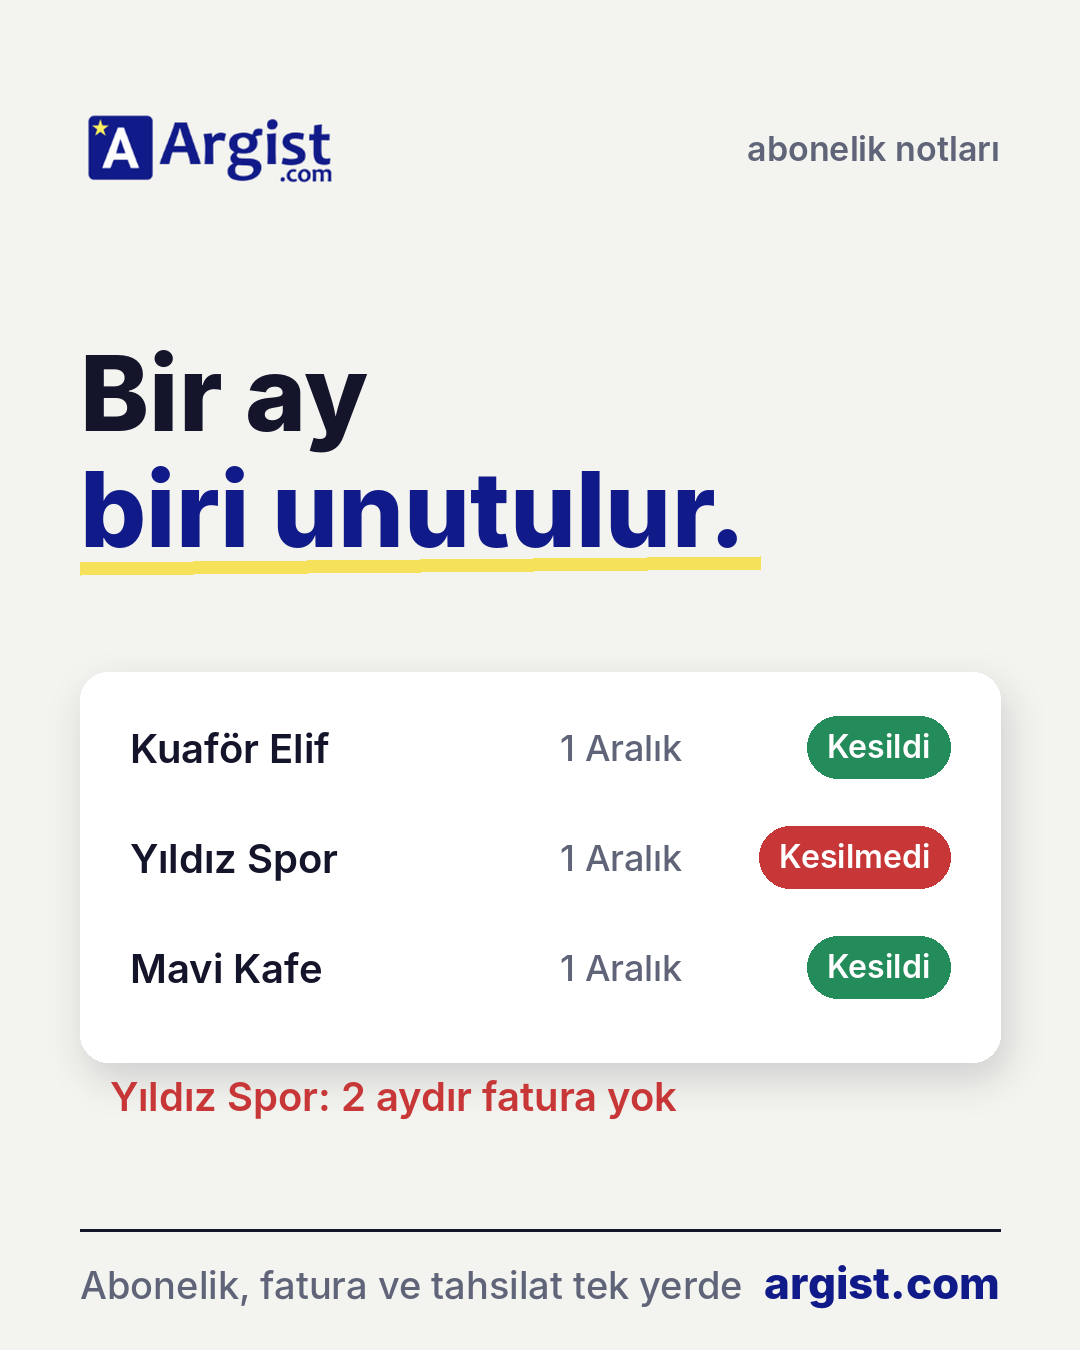 A Argist
.com
abonelik notları
Bir ay
biri unutulur.
Kuaför Elif 1 Aralık Kesildi
Yıldız Spor 1 Aralık Kesilmedi
Mavi Kafe 1 Aralık Kesildi
Yıldız Spor: 2 aydır fatura yok
Abonelik, fatura ve tahsilat tek yerde argist.com